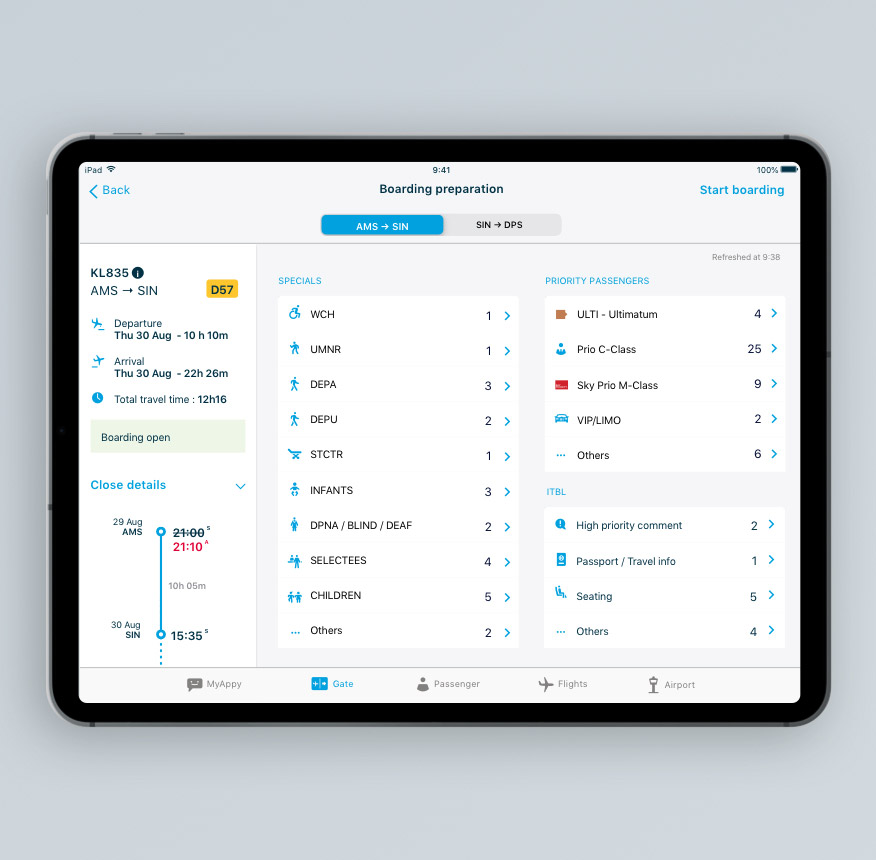 iPad 9:41 100%
Back Boarding preparation Start boarding
AMS → SIN SIN → DPS
KL835
AMS → SIN D57
Departure
Thu 30 Aug - 10 h 10m
Arrival
Thu 30 Aug - 22h 26m
Total travel time : 12h16
Boarding open
Close details
29 Aug
AMS
21:00 S
21:10 A
10h 05m
30 Aug
SIN
15:35 S
Refreshed at 9:38
SPECIALS
WCH 1
UMNR 1
DEPA 3
DEPU 2
STCTR 1
INFANTS 3
DPNA / BLIND / DEAF 2
SELECTEES 4
CHILDREN 5
Others 2
PRIORITY PASSENGERS
ULTI - Ultimatum 4
Prio C-Class 25
Sky Prio M-Class 9
VIP/LIMO 2
Others 6
ITBL
High priority comment 2
Passport / Travel info 1
Seating 5
Others 4
MyAppy Gate Passenger Flights Airport